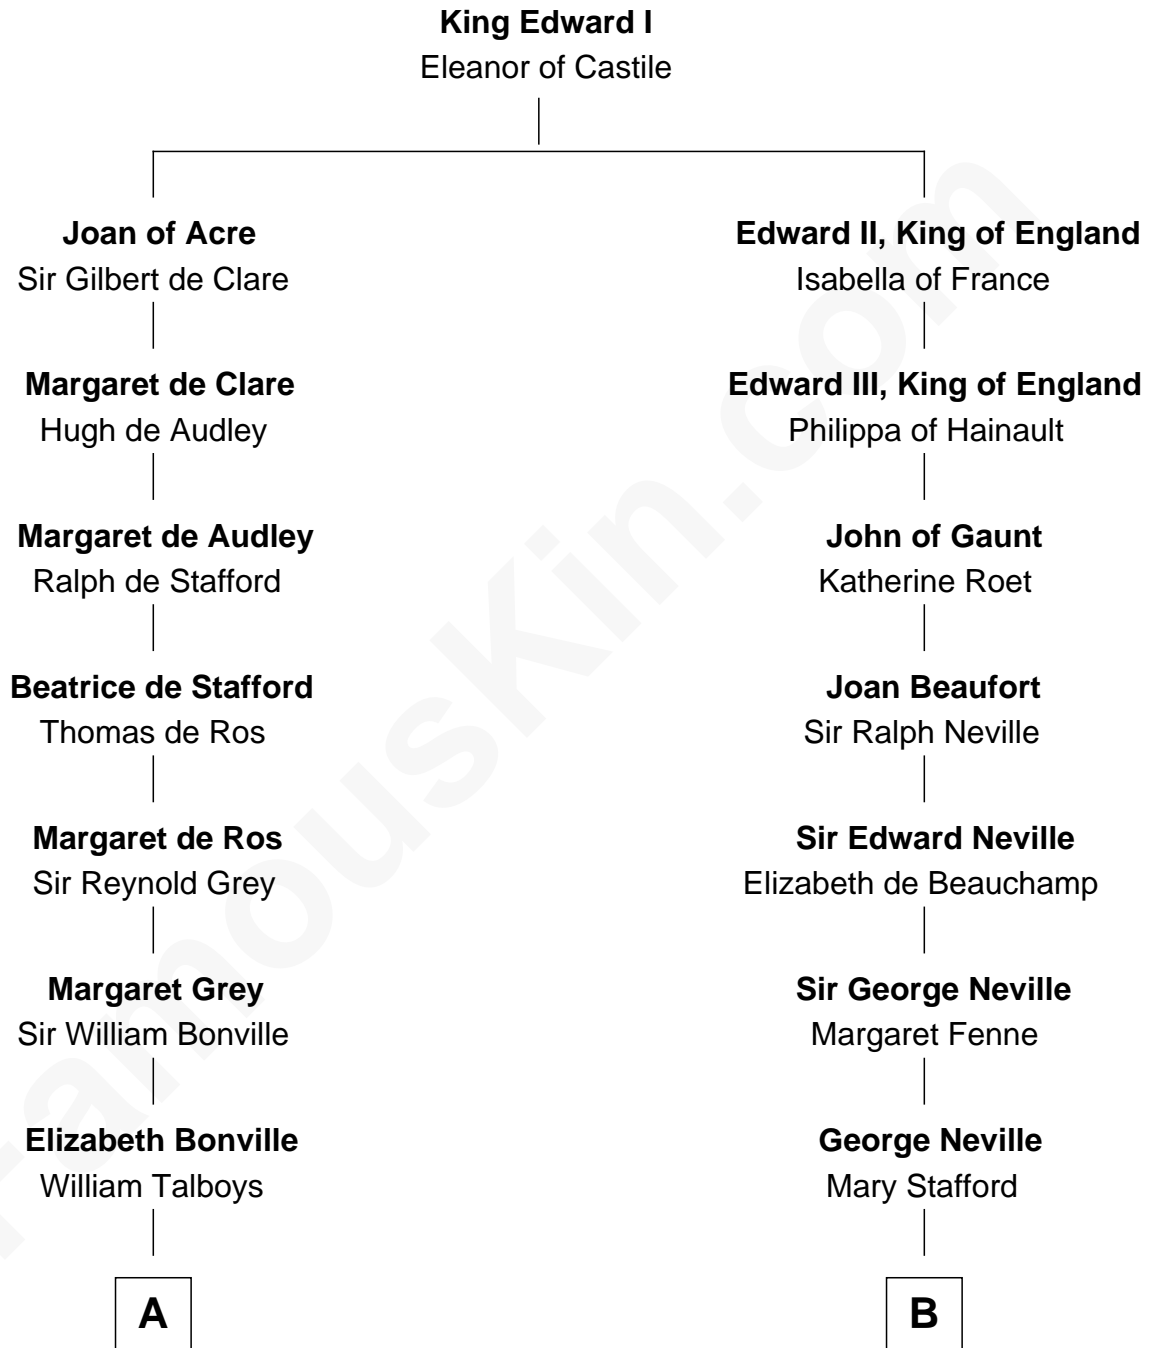 King Edward I
Eleanor of Castile
Joan of Acre
Sir Gilbert de Clare
Edward II, King of England
Isabella of France
Margaret de Clare
Hugh de Audley
Edward III, King of England
Philippa of Hainault
Margaret de Audley
Ralph de Stafford
John of Gaunt
Katherine Roet
Beatrice de Stafford
Thomas de Ros
Joan Beaufort
Sir Ralph Neville
Margaret de Ros
Sir Reynold Grey
Sir Edward Neville
Elizabeth de Beauchamp
Margaret Grey
Sir William Bonville
Sir George Neville
Margaret Fenne
Elizabeth Bonville
William Talboys
George Neville
Mary Stafford
A
B
FamousKin.com